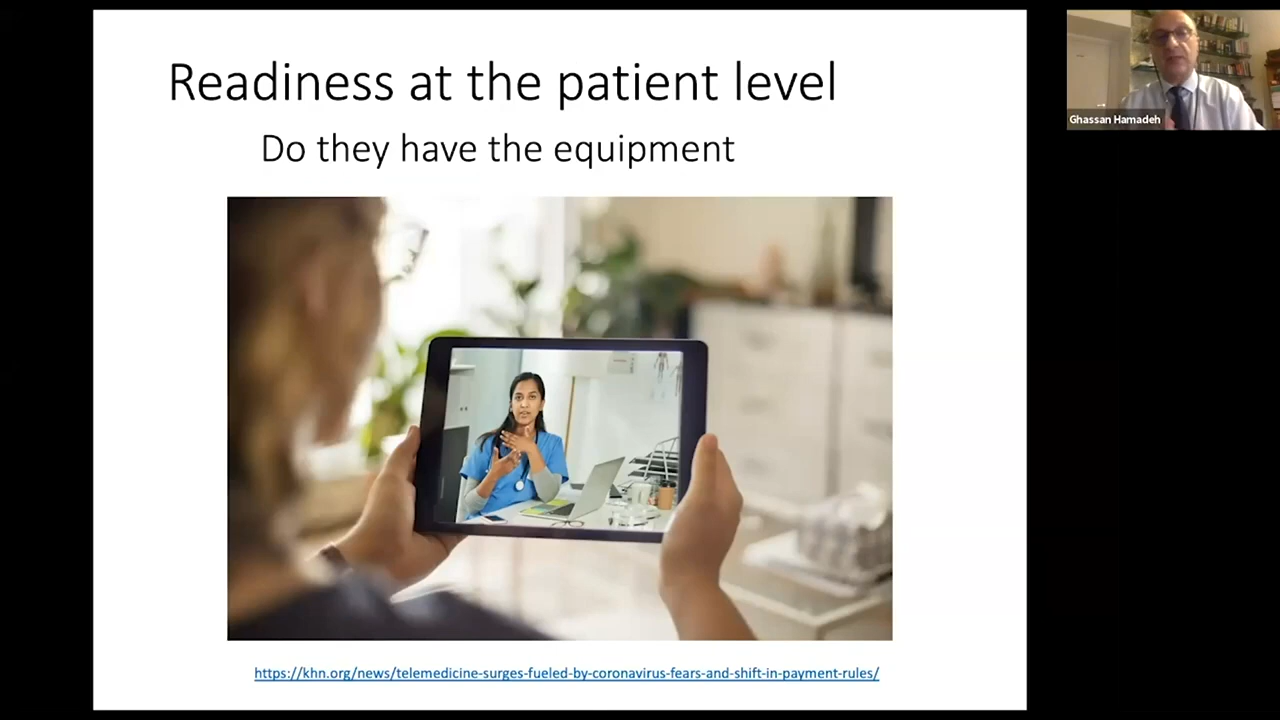 Readiness at the patient level
Do they have the equipment
https://khn.org/news/telemedicine-surges-fueled-by-coronavirus-fears-and-shift-in-payment-rules/
Ghassan Hamadeh